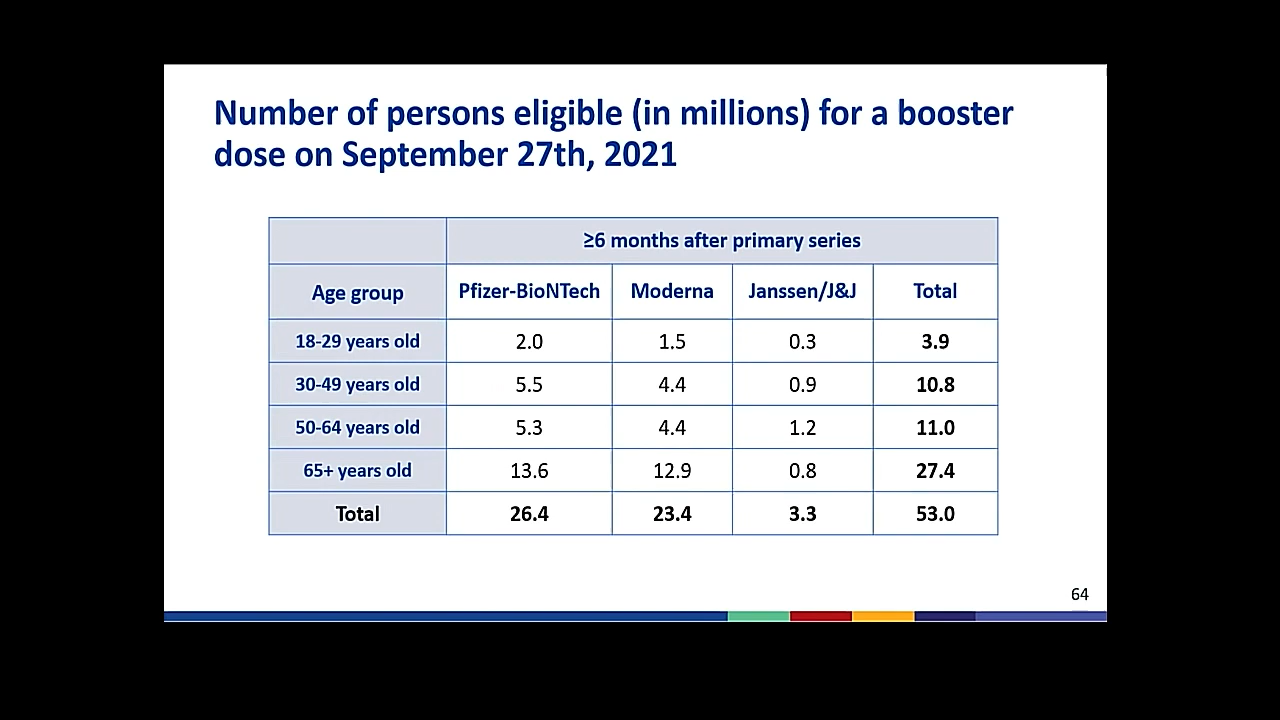 Number of persons eligible (in millions) for a booster
dose on September 27th, 2021
≥6 months after primary series
Age group Pfizer-BioNTech Moderna Janssen/J&J Total
18-29 years old 2.0 1.5 0.3 3.9
30-49 years old 5.5 4.4 0.9 10.8
50-64 years old 5.3 4.4 1.2 11.0
65+ years old 13.6 12.9 0.8 27.4
Total 26.4 23.4 3.3 53.0
64